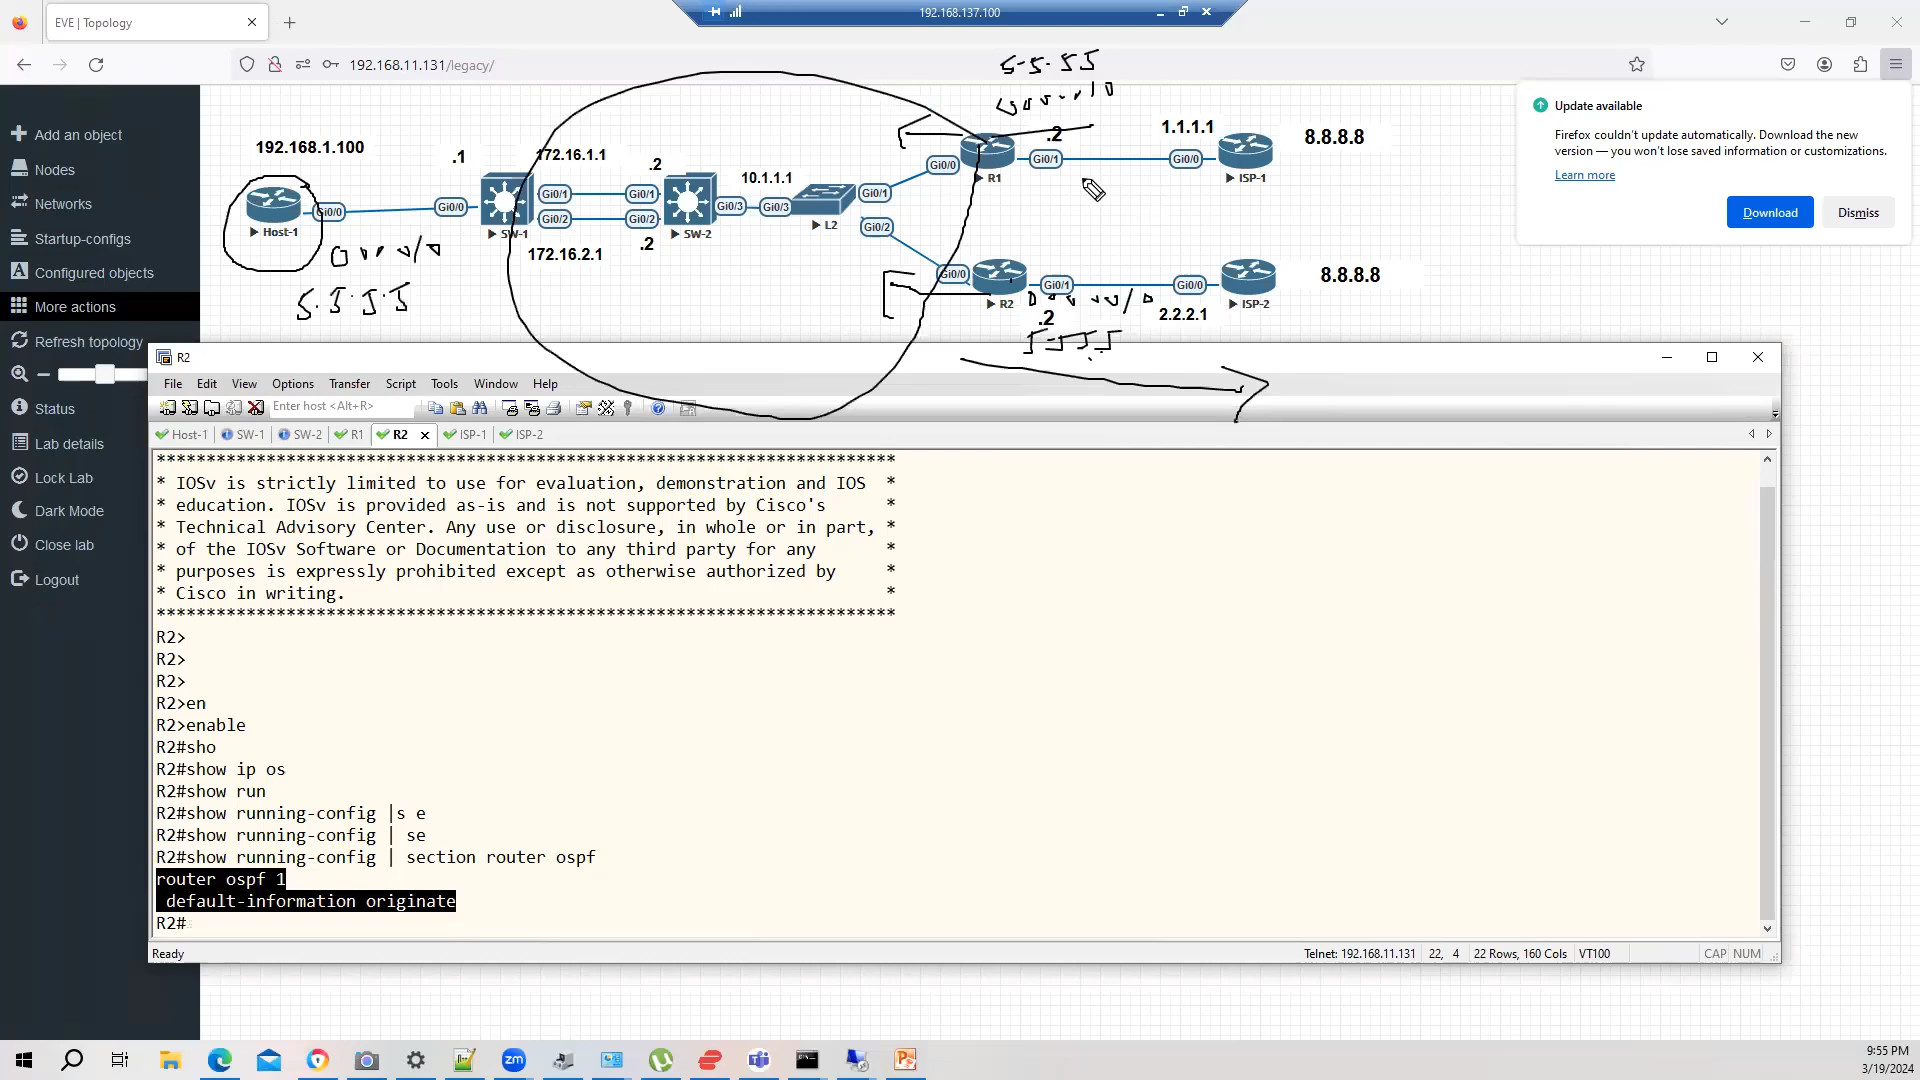 EVE | Topology
192.168.137.100
192.168.11.131/legacy/
Update available
Firefox couldn't update automatically. Download the new
version — you won't lose saved information or customizations.
Learn more
Download
Dismiss
Add an object
Nodes
Networks
Startup-configs
Configured objects
More actions
Refresh topology
Status
Lab details
Lock Lab
Dark Mode
Close lab
Logout
5.5.5.5
192.168.1.100
.1
172.16.1.1
.2
10.1.1.1
.2
1.1.1.1
8.8.8.8
Gi0/0
Gi0/1
Gi0/0
R1
ISP-1
Gi0/0
Gi0/0
Gi0/1
Gi0/1
Gi0/3
Gi0/3
Gi0/1
Host-1
Gi0/2
Gi0/2
SW-1
SW-2
L2
Gi0/2
172.16.2.1
.2
Gi0/0
Gi0/1
Gi0/0
8.8.8.8
R2
ISP-2
.2
2.2.2.1
5.5.5.5
5.5.5.5
R2
File Edit View Options Transfer Script Tools Window Help
Enter host <Alt+R>
Host-1 SW-1 SW-2 R1 R2 ISP-1 ISP-2
**************************************************************************
* IOSv is strictly limited to use for evaluation, demonstration and IOS *
* education. IOSv is provided as-is and is not supported by Cisco's *
* Technical Advisory Center. Any use or disclosure, in whole or in part, *
* of the IOSv Software or Documentation to any third party for any *
* purposes is expressly prohibited except as otherwise authorized by *
* Cisco in writing. *
**************************************************************************
R2>
R2>
R2>
R2>en
R2>enable
R2#sho
R2#show ip os
R2#show run
R2#show running-config |s e
R2#show running-config | se
R2#show running-config | section router ospf
router ospf 1
default-information originate
R2#
Ready
Telnet: 192.168.11.131
22, 4
22 Rows, 160 Cols
VT100
CAP NUM
9:55 PM
3/19/2024